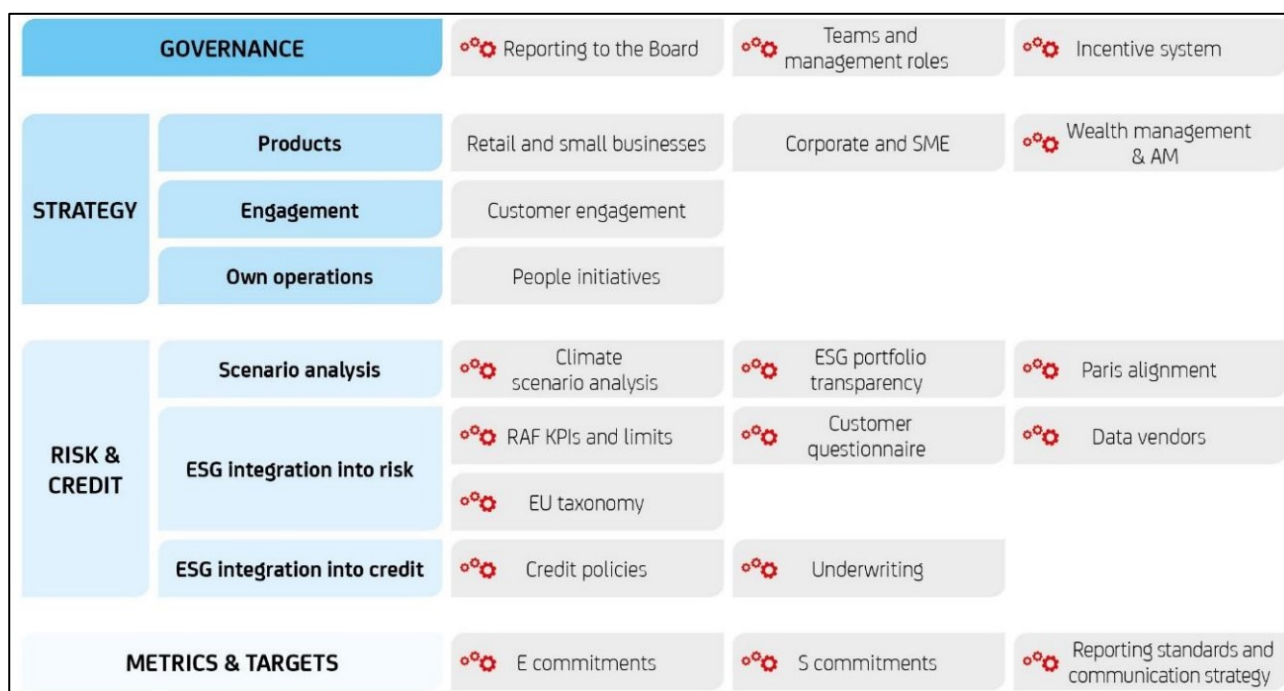 GOVERNANCE
Reporting to the Board
Teams and
management roles
Incentive system
STRATEGY
Products
Retail and small businesses
Corporate and SME
Wealth management
& AM
Engagement
Customer engagement
Own operations
People initiatives
RISK &
CREDIT
Scenario analysis
Climate
scenario analysis
ESG portfolio
transparency
Paris alignment
ESG integration into risk
RAF KPIs and limits
Customer
questionnaire
Data vendors
EU taxonomy
ESG integration into credit
Credit policies
Underwriting
METRICS & TARGETS
E commitments
S commitments
Reporting standards and
communication strategy